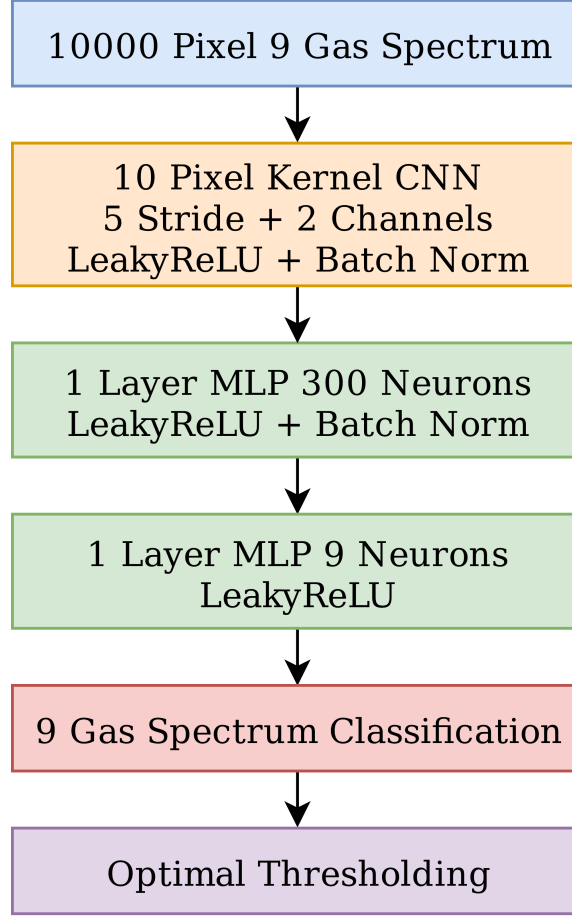 10000 Pixel 9 Gas Spectrum
10 Pixel Kernel CNN
5 Stride + 2 Channels
LeakyReLU + Batch Norm
1 Layer MLP 300 Neurons
LeakyReLU + Batch Norm
1 Layer MLP 9 Neurons
LeakyReLU
9 Gas Spectrum Classification
Optimal Thresholding